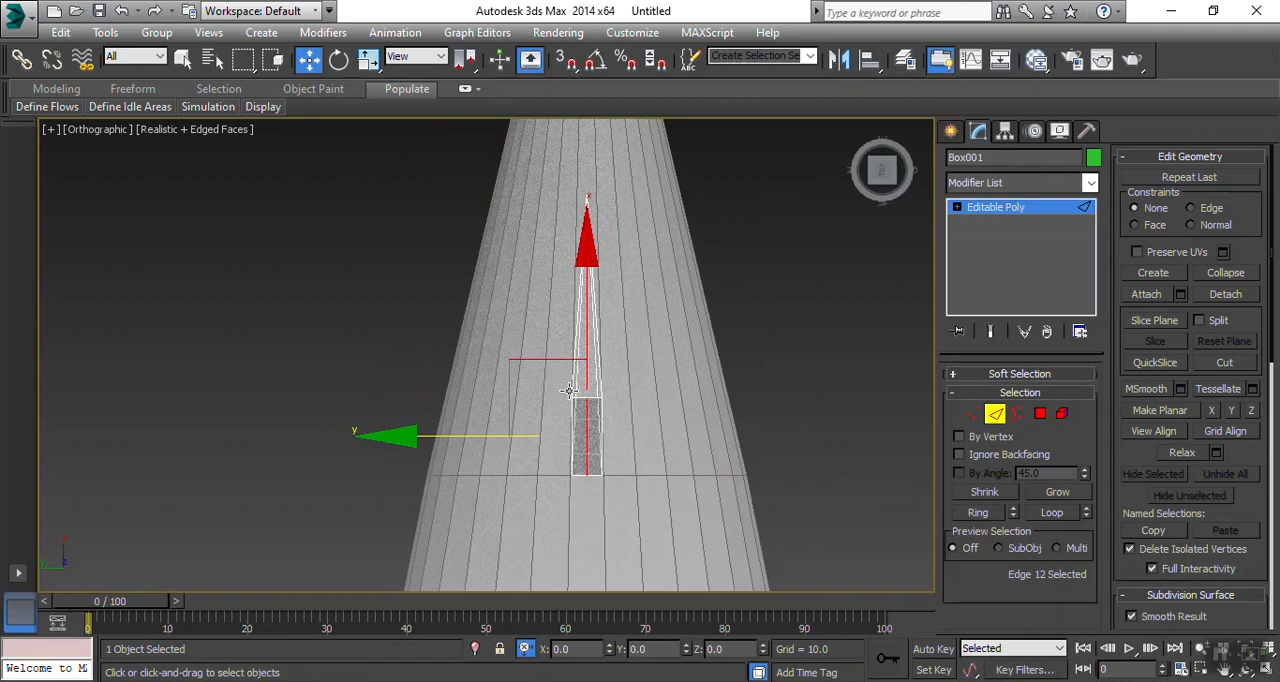 Workspace: Default
Autodesk 3ds Max 2014 x64 Untitled
Type a keyword or phrase
Edit Tools Group Views Create Modifiers Animation Graph Editors Rendering Customize MAXScript Help
All View 3 Create Selection Se
Modeling Freeform Selection Object Paint Populate
Define Flows Define Idle Areas Simulation Display
[+] [Orthographic] [Realistic + Edged Faces]
Box001
Modifier List
Editable Poly
Soft Selection
Selection
By Vertex
Ignore Backfacing
By Angle: 45.0
Shrink Grow
Ring Loop
Preview Selection
Off SubObj Multi
Edge 12 Selected
Edit Geometry
Repeat Last
Constraints
None Edge
Face Normal
Preserve UVs
Create Collapse
Attach Detach
Slice Plane Split
Slice Reset Plane
QuickSlice Cut
MSmooth Tessellate
Make Planar X Y Z
View Align Grid Align
Relax
Hide Selected Unhide All
Hide Unselected
Named Selections:
Copy Paste
Delete Isolated Vertices
Full Interactivity
Subdivision Surface
Smooth Result
x
y
x
z
0 / 100
0 10 20 30 40 50 60 70 80 90 100
1 Object Selected X: 0.0 Y: 0.0 Z: 0.0 Grid = 10.0 Auto Key Selected
Welcome to M Click or click-and-drag to select objects Add Time Tag Set Key Key Filters... 0